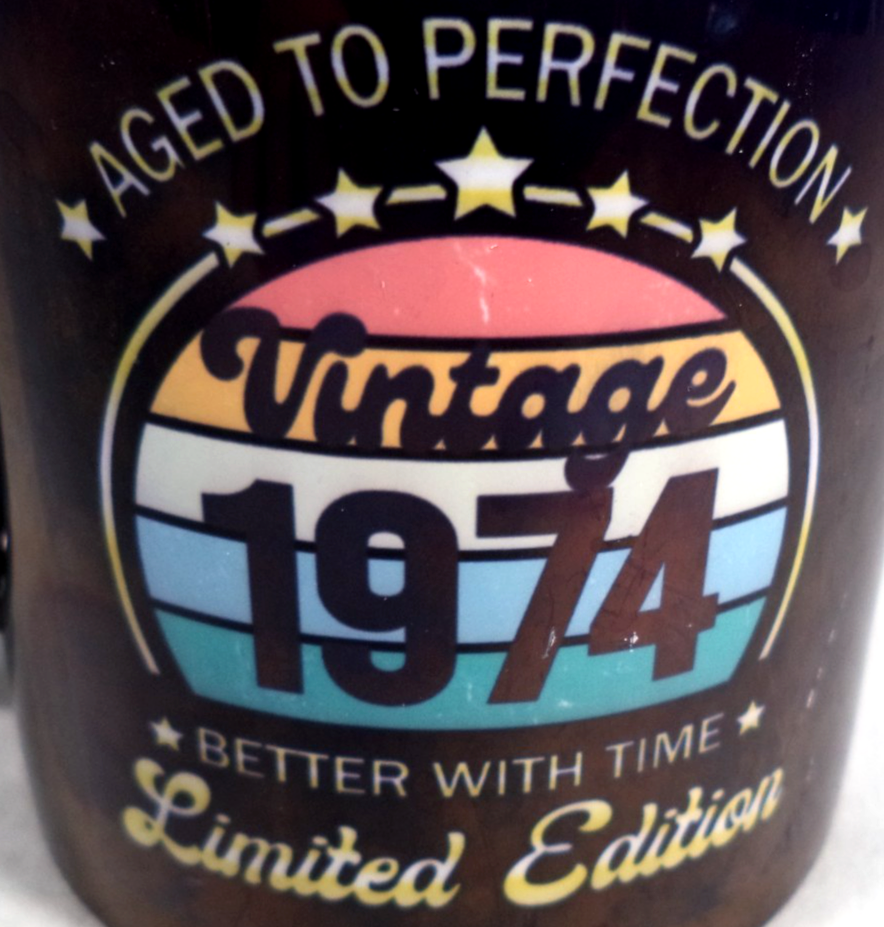 AGED TO PERFECTION
Vintage
1974
BETTER WITH TIME
Limited Edition